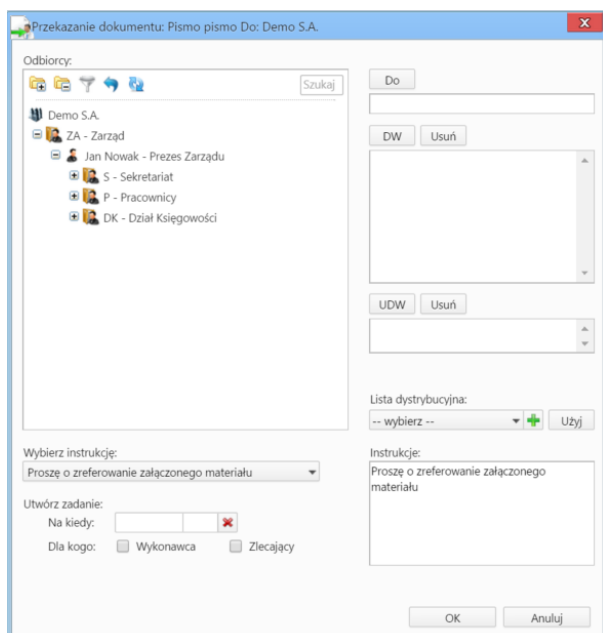 Przekazanie dokumentu: Pismo pismo Do: Demo S.A.
Odbiorcy:
Szukaj
Demo S.A.
ZA - Zarząd
Jan Nowak - Prezes Zarządu
S - Sekretariat
P - Pracownicy
DK - Dział Księgowości
Do
DW Usuń
UDW Usuń
Lista dystrybucyjna:
-- wybierz -- Użyj
Wybierz instrukcję:
Proszę o zreferowanie załączonego materiału
Utwórz zadanie:
Na kiedy:
Dla kogo: Wykonawca Zlecający
Instrukcje:
Proszę o zreferowanie załączonego
materiału
OK Anuluj